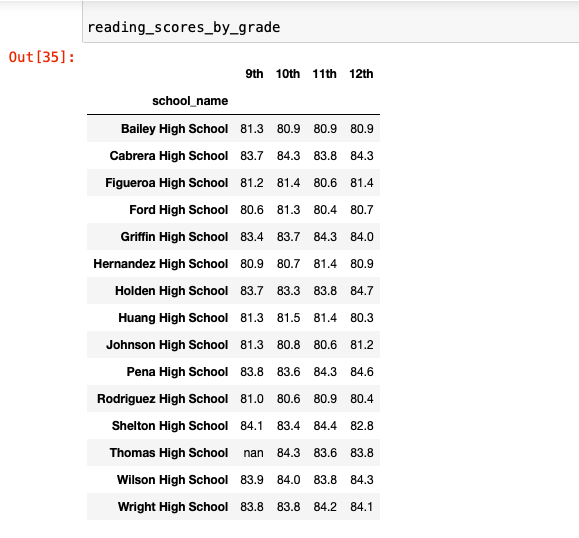 reading_scores_by_grade
Out[35]:
9th 10th 11th 12th
school_name
Bailey High School 81.3 80.9 80.9 80.9
Cabrera High School 83.7 84.3 83.8 84.3
Figueroa High School 81.2 81.4 80.6 81.4
Ford High School 80.6 81.3 80.4 80.7
Griffin High School 83.4 83.7 84.3 84.0
Hernandez High School 80.9 80.7 81.4 80.9
Holden High School 83.7 83.3 83.8 84.7
Huang High School 81.3 81.5 81.4 80.3
Johnson High School 81.3 80.8 80.6 81.2
Pena High School 83.8 83.6 84.3 84.6
Rodriguez High School 81.0 80.6 80.9 80.4
Shelton High School 84.1 83.4 84.4 82.8
Thomas High School nan 84.3 83.6 83.8
Wilson High School 83.9 84.0 83.8 84.3
Wright High School 83.8 83.8 84.2 84.1